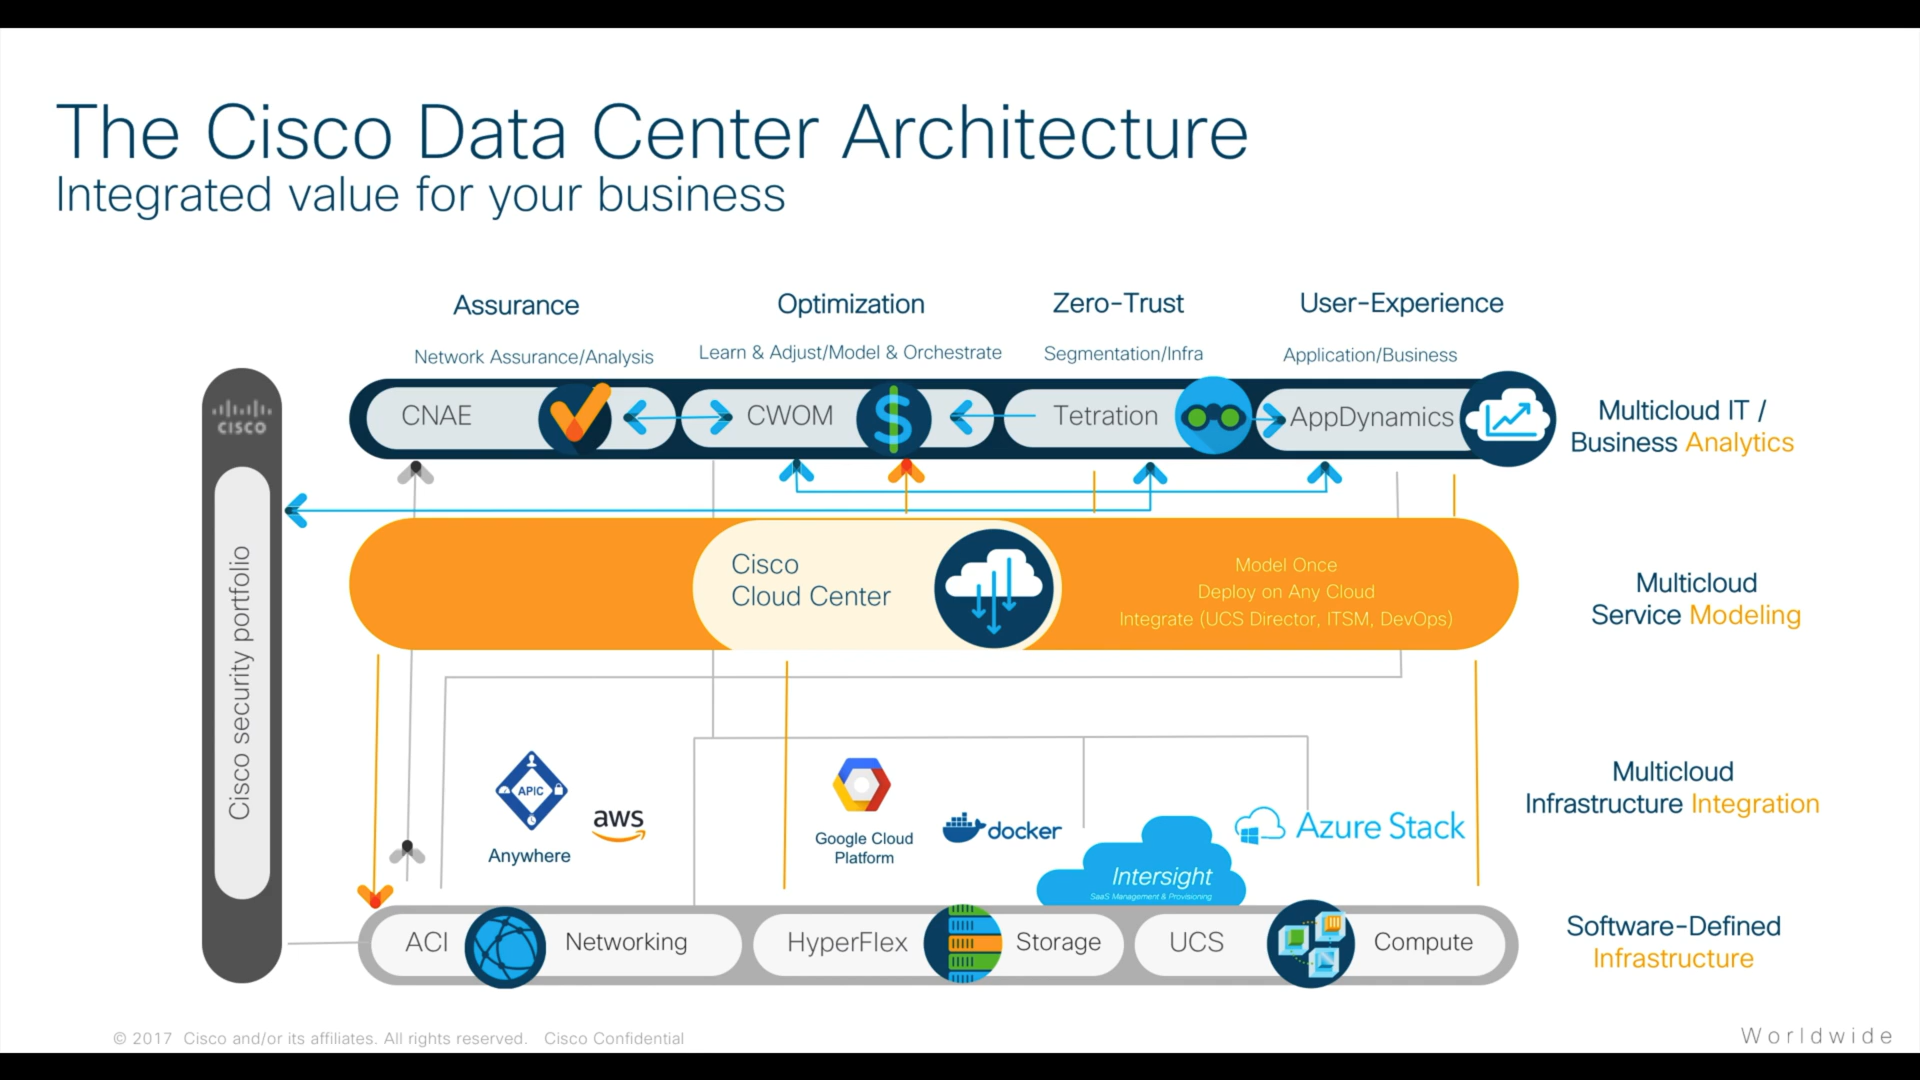 The Cisco Data Center Architecture
Integrated value for your business
Assurance
Optimization
Zero-Trust
User-Experience
Network Assurance/Analysis
Learn & Adjust/Model & Orchestrate
Segmentation/Infra
Application/Business
CISCO
Cisco security portfolio
CNAE
CWOM
Tetration
AppDynamics
Multicloud IT /
Business Analytics
Cisco
Cloud Center
Model Once
Deploy on Any Cloud
Integrate (UCS Director, ITSM, DevOps)
Multicloud
Service Modeling
APIC
Anywhere
aws
Google Cloud
Platform
docker
Intersight
SaaS Management & Provisioning
Azure Stack
Multicloud
Infrastructure Integration
ACI
Networking
HyperFlex
Storage
UCS
Compute
Software-Defined
Infrastructure
© 2017 Cisco and/or its affiliates. All rights reserved. Cisco Confidential
Worldwide